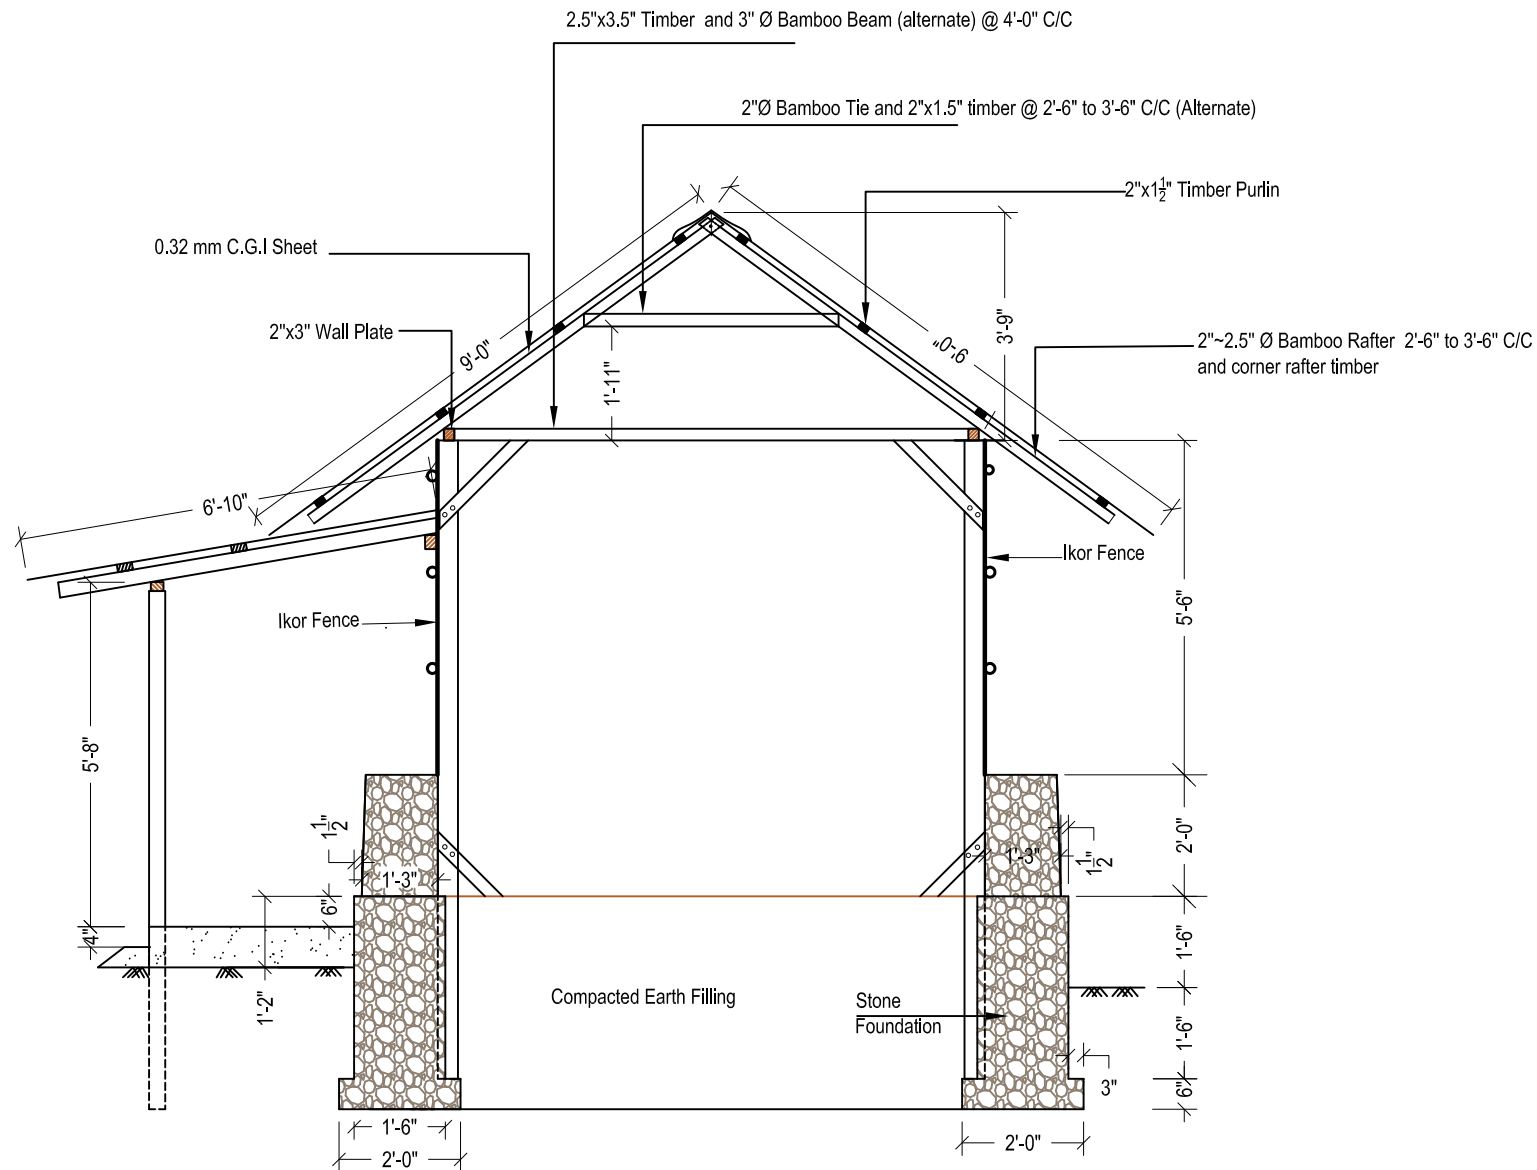 2.5"x3.5" Timber and 3" Ø Bamboo Beam (alternate) @ 4'-0" C/C
2"Ø Bamboo Tie and 2"x1.5" timber @ 2'-6" to 3'-6" C/C (Alternate)
2"x1½" Timber Purlin
0.32 mm C.G.I Sheet
2"x3" Wall Plate
9'-0"
9'-0"
3'-9"
2"~2.5" Ø Bamboo Rafter 2'-6" to 3'-6" C/C
and corner rafter timber
1'-11"
6'-10"
Ikor Fence
Ikor Fence
5'-6"
5'-8"
1½"
1'-3"
1'-3"
1½"
2'-0"
6"
4"
1'-2"
1'-6"
Compacted Earth Filling
Stone
Foundation
1'-6"
3"
6"
1'-6"
2'-0"
2'-0"